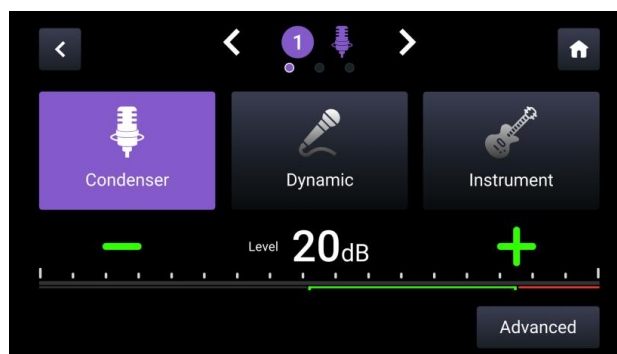 1
Condenser
Dynamic
Instrument
Level 20dB
Advanced